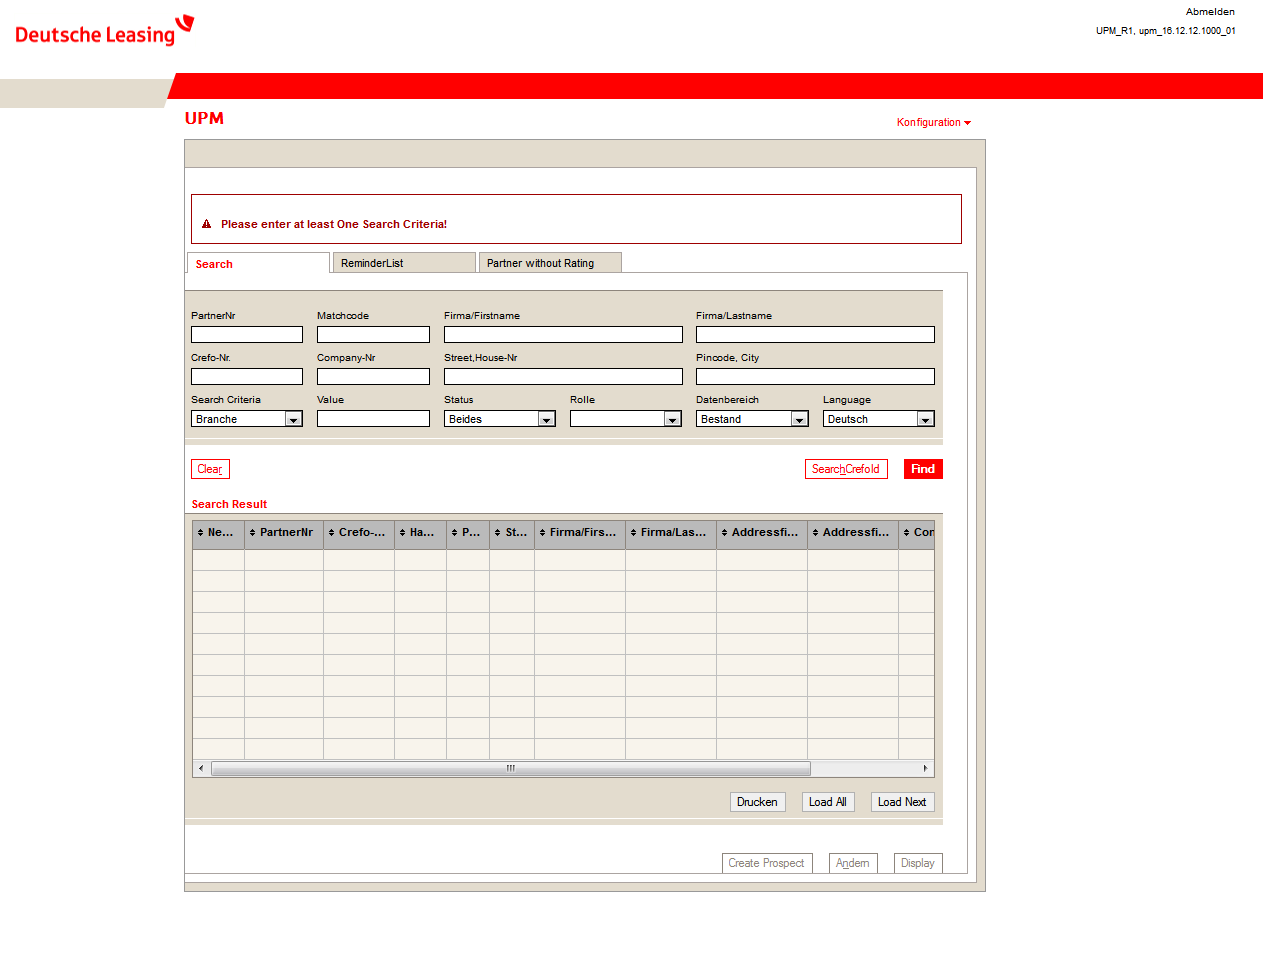 Abmelden
Deutsche Leasing
UPM_R1, upm_16.12.12.1000_01
UPM
Konfiguration
Please enter at least One Search Criteria!
Search ReminderList Partner without Rating
PartnerNr Matchcode Firma/Firstname Firma/Lastname
Crefo-Nr. Company-Nr Street,House-Nr Pincode, City
Search Criteria Value Status Rolle Datenbereich Language
Branche Beides Bestand Deutsch
Clear SearchCrefoId Find
Search Result
Ne... PartnerNr Crefo-... Ha... P... St... Firma/Firs... Firma/Las... Addressfi... Addressfi... Con
Drucken Load All Load Next
Create Prospect Andern Display